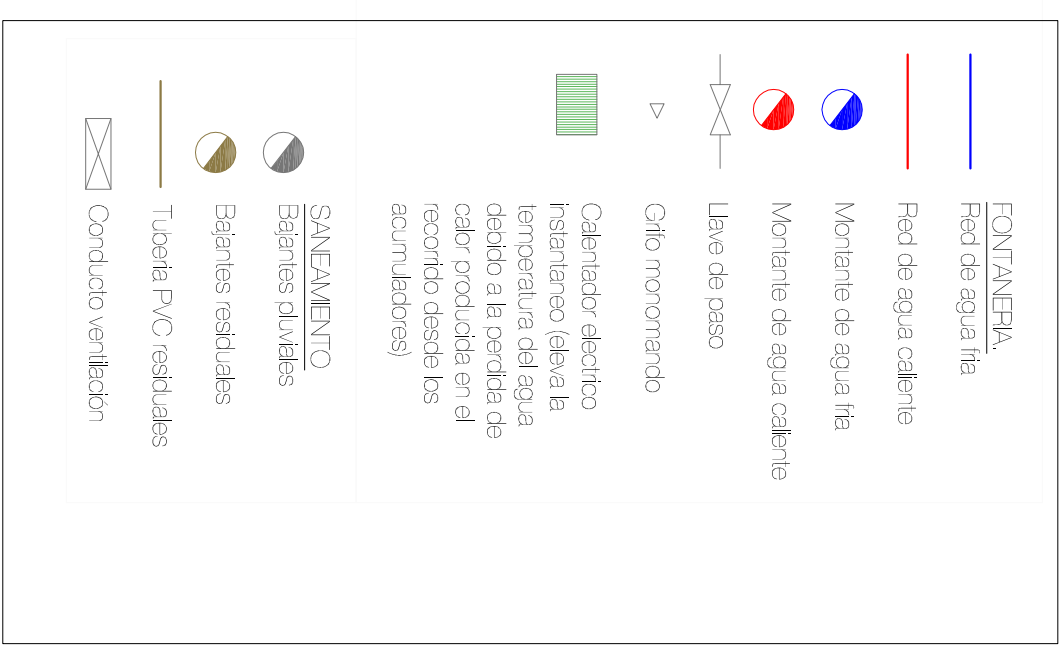 FONTANERIA.
Red de agua fria
Red de agua caliente
Montante de agua fria
Montante de agua caliente
Llave de paso
Grifo monomando
Calentador electrico
instantaneo (eleva la
temperatura del agua
debido a la perdida de
calor producida en el
recorrido desde los
acumuladores)
SANEAMIENTO
Bajantes pluviales
Bajantes residuales
Tuberia PVC residuales
Conducto ventilación